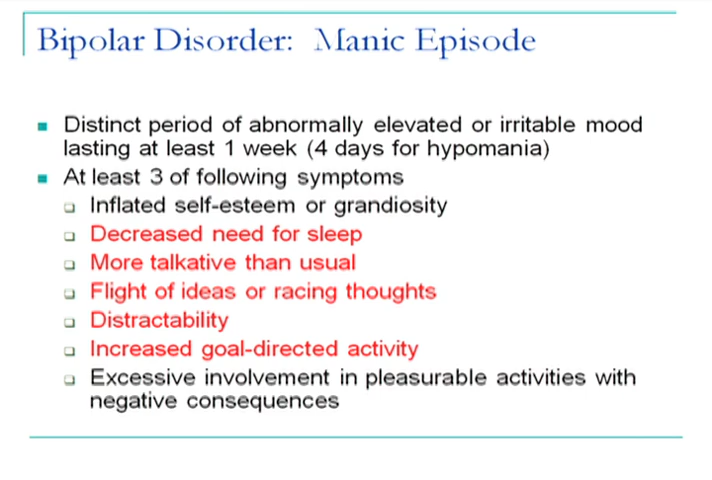 Bipolar Disorder: Manic Episode
Distinct period of abnormally elevated or irritable mood
lasting at least 1 week (4 days for hypomania)
At least 3 of following symptoms
Inflated self-esteem or grandiosity
Decreased need for sleep
More talkative than usual
Flight of ideas or racing thoughts
Distractability
Increased goal-directed activity
Excessive involvement in pleasurable activities with
negative consequences